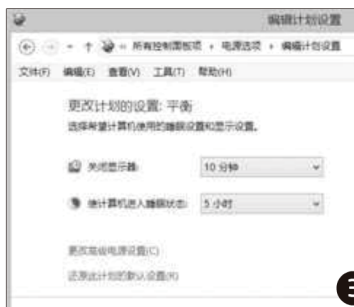 编辑计划设置
« 所有控制面板项 › 电源选项 › 编辑计划设置
文件(F) 编辑(E) 查看(V) 工具(T) 帮助(H)
更改计划的设置: 平衡
选择希望计算机使用的睡眠设置和显示设置。
关闭显示器: 10 分钟
使计算机进入睡眠状态: 5 小时
更改高级电源设置(C)
还原此计划的默认设置(R)
3